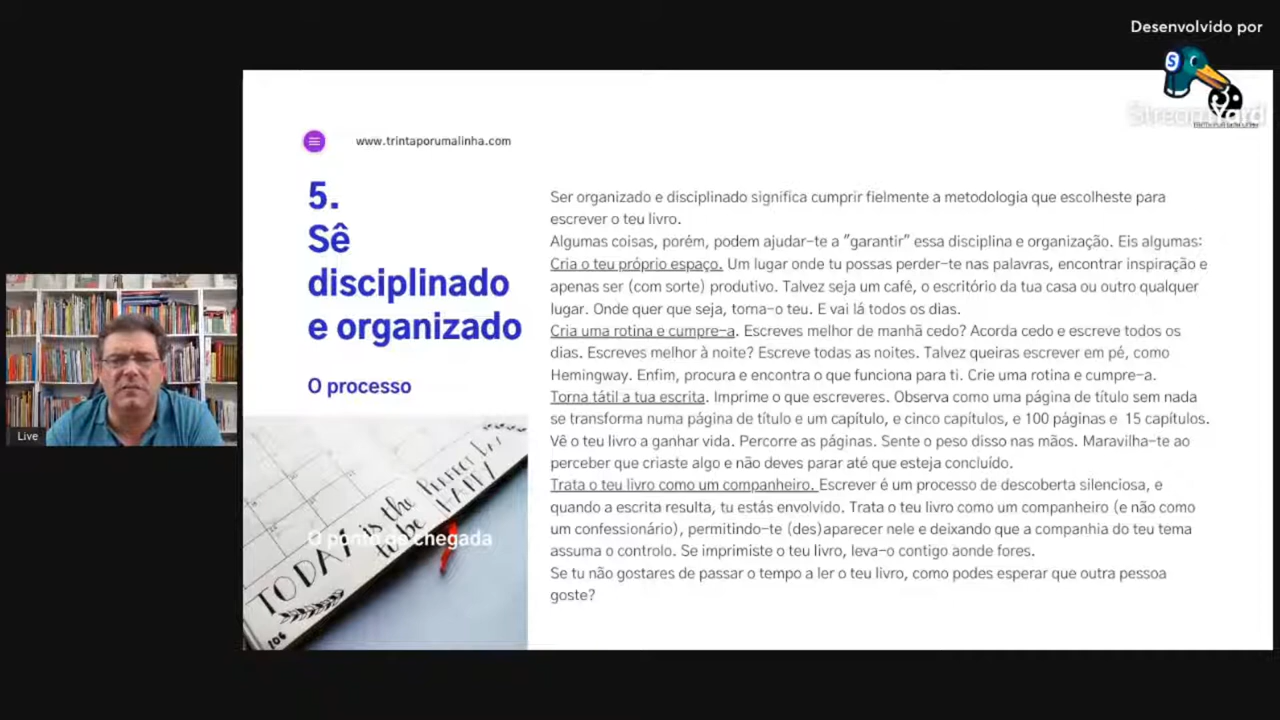 Desenvolvido por
StreamYard
www.trintaporumalinha.com
5.
Sê
disciplinado
e organizado
O processo
O ponto de chegada
TODAY is the
to be HAPPY
106
Live
Ser organizado e disciplinado significa cumprir fielmente a metodologia que escolheste para
escrever o teu livro.
Algumas coisas, porém, podem ajudar-te a "garantir" essa disciplina e organização. Eis algumas:
Cria o teu próprio espaço. Um lugar onde tu possas perder-te nas palavras, encontrar inspiração e
apenas ser (com sorte) produtivo. Talvez seja um café, o escritório da tua casa ou outro qualquer
lugar. Onde quer que seja, torna-o teu. E vai lá todos os dias.
Cria uma rotina e cumpre-a. Escreves melhor de manhã cedo? Acorda cedo e escreve todos os
dias. Escreves melhor à noite? Escreve todas as noites. Talvez queiras escrever em pé, como
Hemingway. Enfim, procura e encontra o que funciona para ti. Crie uma rotina e cumpre-a.
Torna tátil a tua escrita. Imprime o que escreveres. Observa como uma página de título sem nada
se transforma numa página de título e um capítulo, e cinco capítulos, e 100 páginas e 15 capítulos.
Vê o teu livro a ganhar vida. Percorre as páginas. Sente o peso disso nas mãos. Maravilha-te ao
perceber que criaste algo e não deves parar até que esteja concluído.
Trata o teu livro como um companheiro. Escrever é um processo de descoberta silenciosa, e
quando a escrita resulta, tu estás envolvido. Trata o teu livro como um companheiro (e não como
um confessionário), permitindo-te (des)aparecer nele e deixando que a companhia do teu tema
assuma o controlo. Se imprimiste o teu livro, leva-o contigo aonde fores.
Se tu não gostares de passar o tempo a ler o teu livro, como podes esperar que outra pessoa
goste?